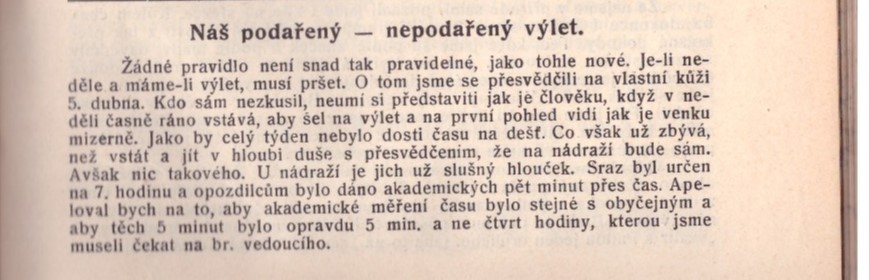 Náš podařený — nepodařený výlet.
Žádné pravidlo není snad tak pravidelné, jako tohle nové. Je-li ne-
děle a máme-li výlet, musí pršet. O tom jsme se přesvědčili na vlastní kůži
5. dubna. Kdo sám nezkusil, neumí si představiti jak je člověku, když v ne-
děli časně ráno vstává, aby šel na výlet a na první pohled vidí jak je venku
mizerně. Jako by celý týden nebylo dosti času na dešť. Co však už zbývá,
než vstát a jít v hloubi duše s přesvědčením, že na nádraží bude sám.
Avšak nic takového. U nádraží je jich už slušný hlouček. Sraz byl určen
na 7. hodinu a opozdilcům bylo dáno akademických pět minut přes čas. Ape-
loval bych na to, aby akademické měření času bylo stejné s obyčejným a
aby těch 5 minut bylo opravdu 5 min. a ne čtvrt hodiny, kterou jsme
museli čekat na br. vedoucího.